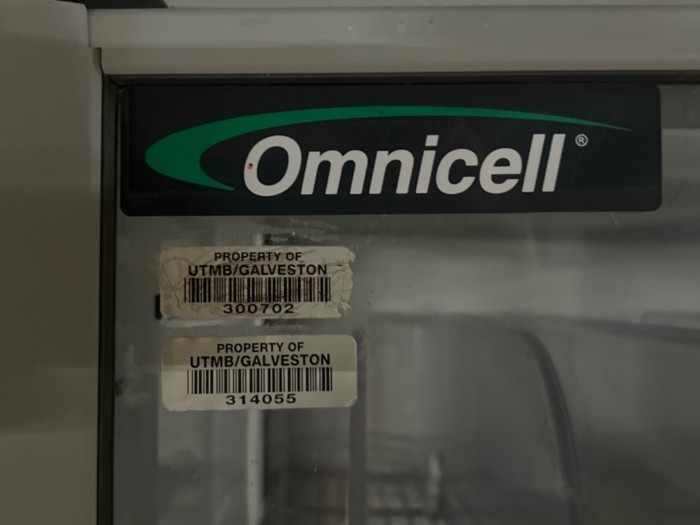 Omnicell®
PROPERTY OF
UTMB/GALVESTON
300702
PROPERTY OF
UTMB/GALVESTON
314055